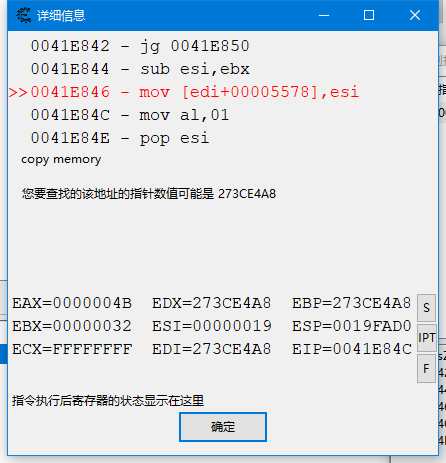 详细信息
0041E842 - jg 0041E850
0041E844 - sub esi,ebx
>>0041E846 - mov [edi+00005578],esi
0041E84C - mov al,01
0041E84E - pop esi
copy memory
您要查找的该地址的指针数值可能是 273CE4A8
EAX=0000004B EDX=273CE4A8 EBP=273CE4A8
S
EBX=00000032 ESI=00000019 ESP=0019FAD0
IPT
ECX=FFFFFFFF EDI=273CE4A8 EIP=0041E84C
F
指令执行后寄存器的状态显示在这里
确定